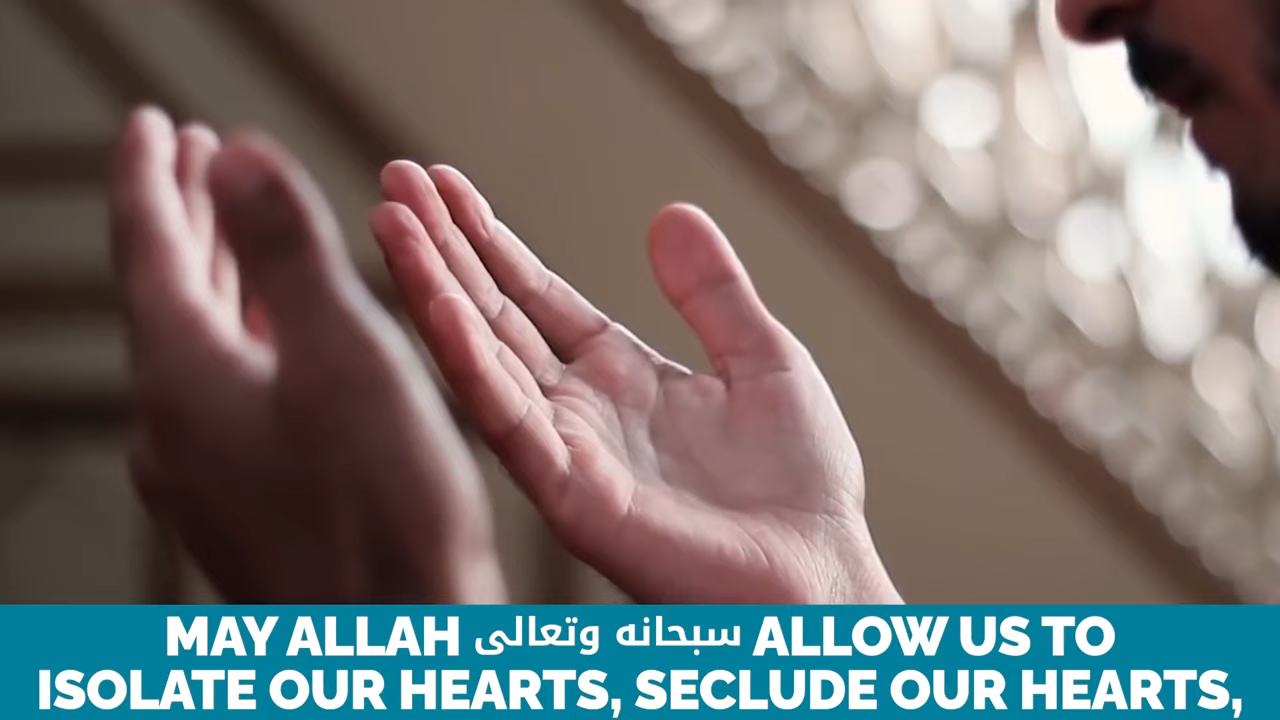 MAY ALLAH سبحانه وتعالى ALLOW US TO
ISOLATE OUR HEARTS, SECLUDE OUR HEARTS,